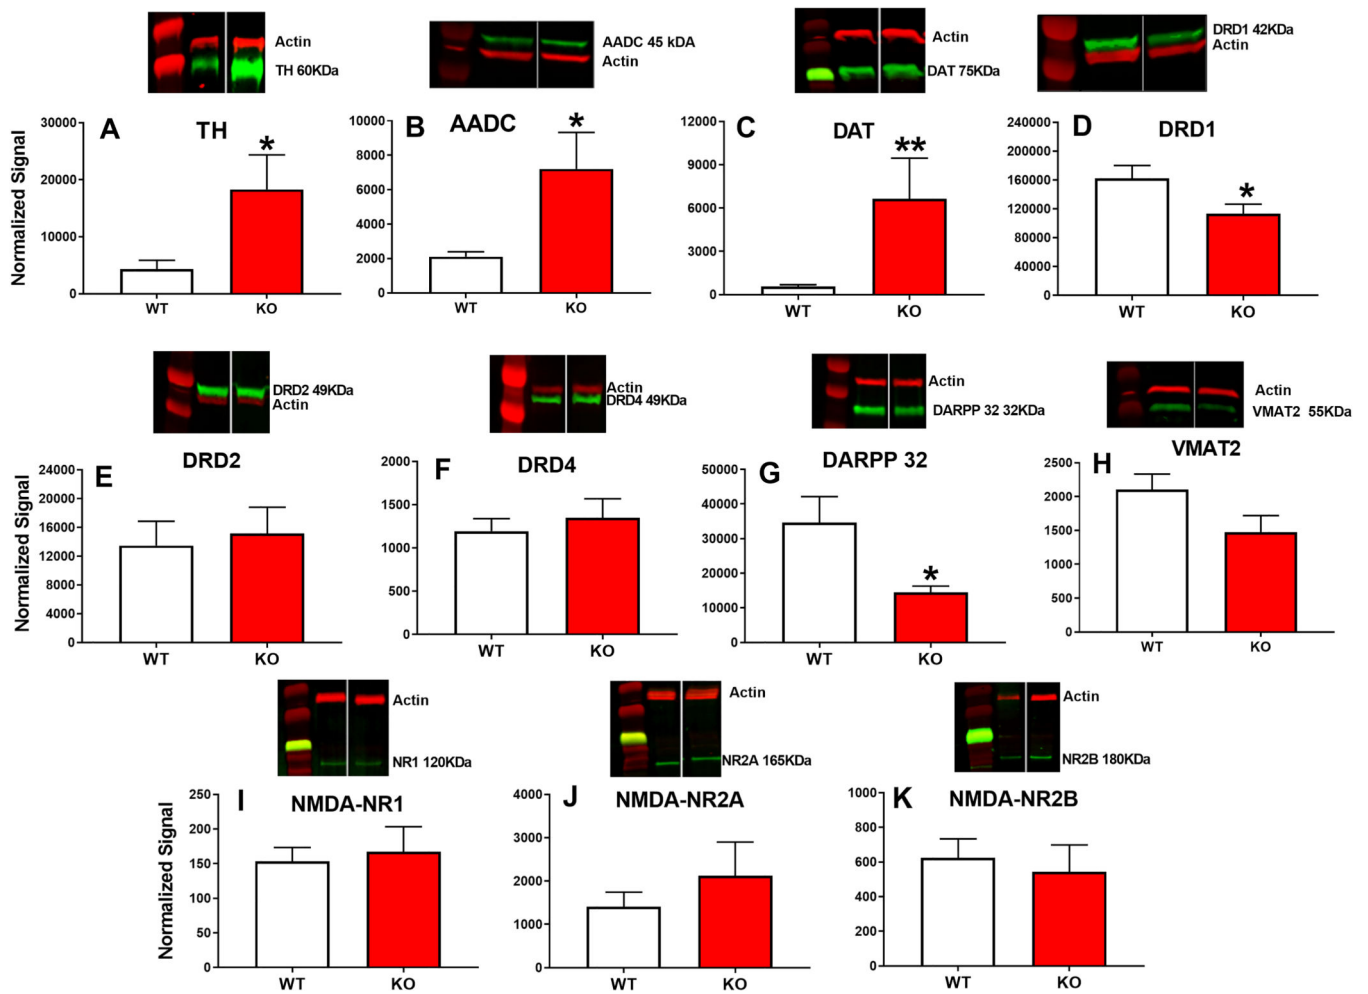 Actin
TH 60KDa
AADC 45 kDA
Actin
Actin
DAT 75KDa
DRD1 42KDa
Actin
Normalized Signal
A TH
30000
20000
10000
0
*
WT KO
B AADC
10000
8000
6000
4000
2000
0
*
WT KO
C DAT
12000
9000
6000
3000
0
**
WT KO
D DRD1
240000
200000
160000
120000
80000
40000
0
*
WT KO
DRD2 49KDa
Actin
Actin
DRD4 49KDa
Actin
DARPP 32 32KDa
Actin
VMAT2 55KDa
Normalized Signal
E DRD2
24000
20000
16000
12000
8000
4000
0
WT KO
F DRD4
2000
1500
1000
500
0
WT KO
G DARPP 32
50000
40000
30000
20000
10000
0
*
WT KO
H VMAT2
2500
2000
1500
1000
500
0
WT KO
Actin
NR1 120KDa
Actin
NR2A 165KDa
Actin
NR2B 180KDa
Normalized Signal
I NMDA-NR1
250
200
150
100
50
0
WT KO
J NMDA-NR2A
4000
3000
2000
1000
0
WT KO
K NMDA-NR2B
1000
800
600
400
200
0
WT KO